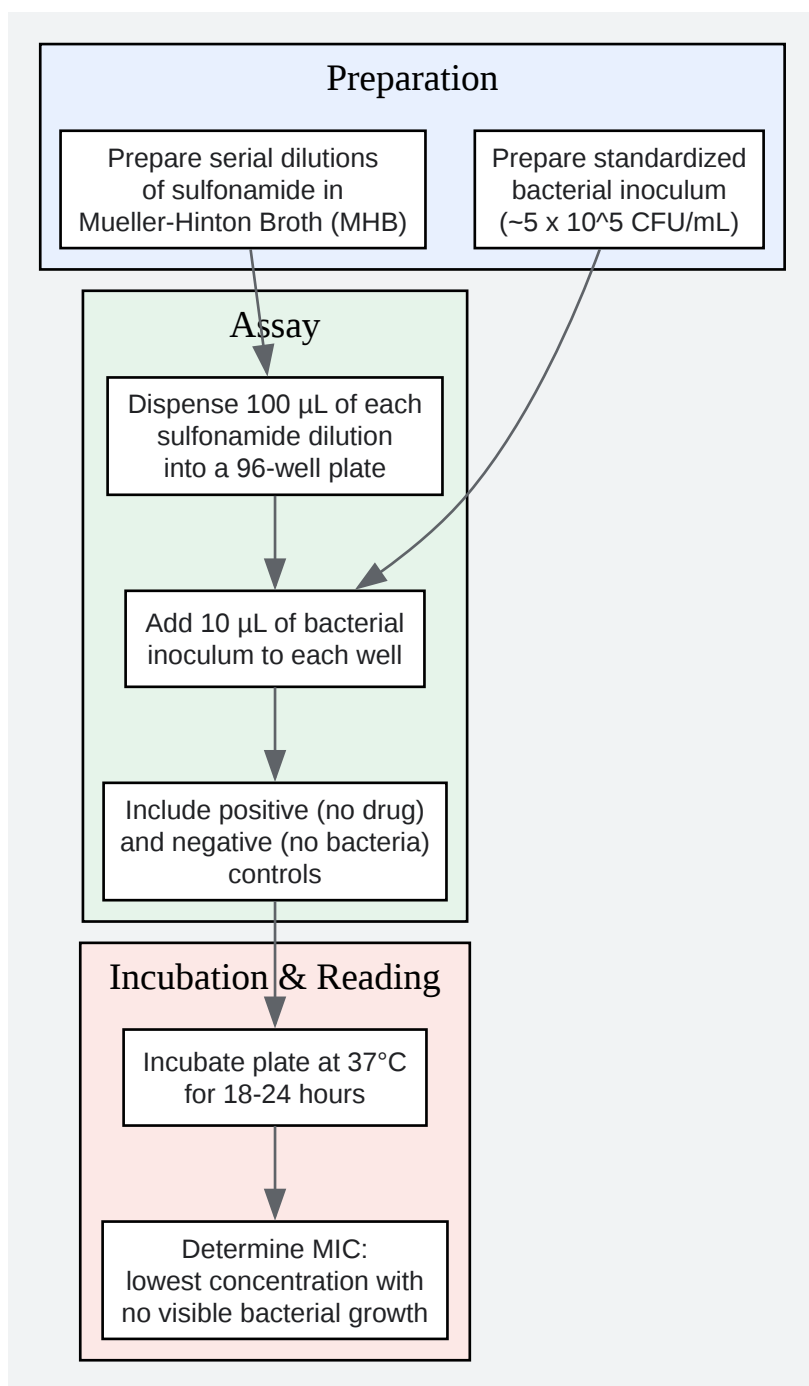 Preparation
Prepare serial dilutions
of sulfonamide in
Mueller-Hinton Broth (MHB)
Prepare standardized
bacterial inoculum
(~5 x 10^5 CFU/mL)
Assay
Dispense 100 µL of each
sulfonamide dilution
into a 96-well plate
Add 10 µL of bacterial
inoculum to each well
Include positive (no drug)
and negative (no bacteria)
controls
Incubation & Reading
Incubate plate at 37°C
for 18-24 hours
Determine MIC:
lowest concentration with
no visible bacterial growth